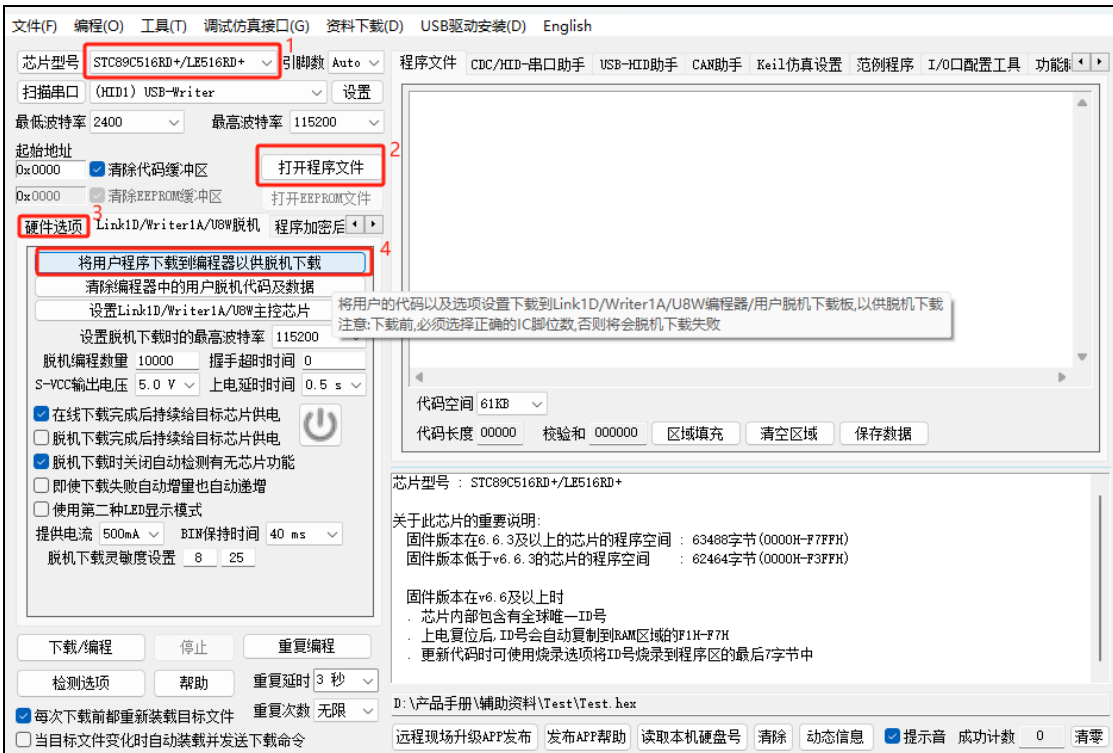 文件(F) 编程(O) 工具(T) 调试仿真接口(G) 资料下载(D) USB驱动安装(D) English
1
芯片型号 STC89C516RD+/LE516RD+ 引脚数 Auto
扫描串口 (HID1) USB-Writer 设置
最低波特率 2400 最高波特率 115200
起始地址
2
0x0000 清除代码缓冲区 打开程序文件
0x0000 清除EEPROM缓冲区 打开EEPROM文件
3
硬件选项 Link1D/Writer1A/U8W脱机 程序加密后
4
将用户程序下载到编程器以供脱机下载
清除编程器中的用户脱机代码及数据
设置Link1D/Writer1A/U8W主控芯片
设置脱机下载时的最高波特率 115200
脱机编程数量 10000 握手超时时间 0
S-VCC输出电压 5.0 V 上电延时时间 0.5 s
在线下载完成后持续给目标芯片供电
脱机下载完成后持续给目标芯片供电
脱机下载时关闭自动检测有无芯片功能
即使下载失败自动增量也自动递增
使用第二种LED显示模式
提供电流 500mA BIN保持时间 40 ms
脱机下载灵敏度设置 8 25
下载/编程 停止 重复编程
检测选项 帮助 重复延时 3 秒
每次下载前都重新装载目标文件 重复次数 无限
当目标文件变化时自动装载并发送下载命令
程序文件 CDC/HID-串口助手 USB-HID助手 CAN助手 Keil仿真设置 范例程序 I/O口配置工具
将用户的代码以及选项设置下载到Link1D/Writer1A/U8W编程器/用户脱机下载板,以供脱机下载
注意:下载前,必须选择正确的IC脚位数,否则将会脱机下载失败
代码空间 61KB
代码长度 00000 校验和 000000 区域填充 清空区域 保存数据
芯片型号 : STC89C516RD+/LE516RD+
关于此芯片的重要说明:
固件版本在6.6.3及以上的芯片的程序空间 : 63488字节(0000H-F7FFH)
固件版本低于v6.6.3的芯片的程序空间 : 62464字节(0000H-F3FFH)
固件版本在v6.6及以上时
. 芯片内部包含有全球唯一ID号
. 上电复位后,ID号会自动复制到RAM区域的F1H-F7H
. 更新代码时可使用烧录选项将ID号烧录到程序区的最后7字节中
D:\产品手册\辅助资料\Test\Test.hex
远程现场升级APP发布 发布APP帮助 读取本机硬盘号 清除 动态信息 提示音 成功计数 0 清零